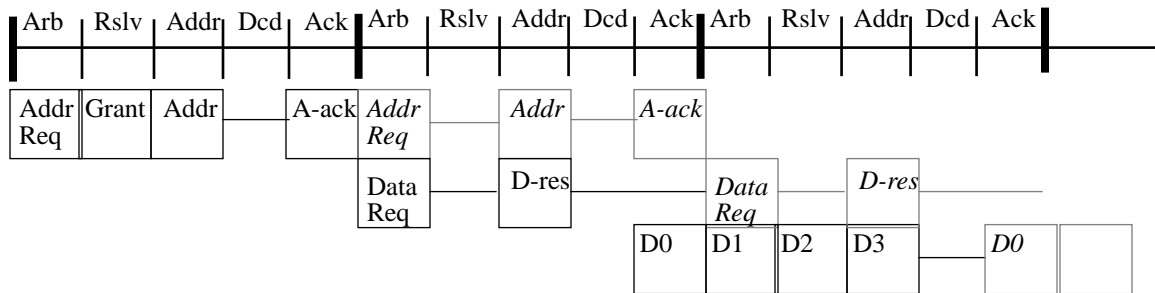 Arb Rslv Addr Dcd Ack Arb Rslv Addr Dcd Ack Arb Rslv Addr Dcd Ack
Addr Req Grant Addr A-ack Addr Req Addr A-ack
Data Req D-res Data Req D-res
D0 D1 D2 D3 D0